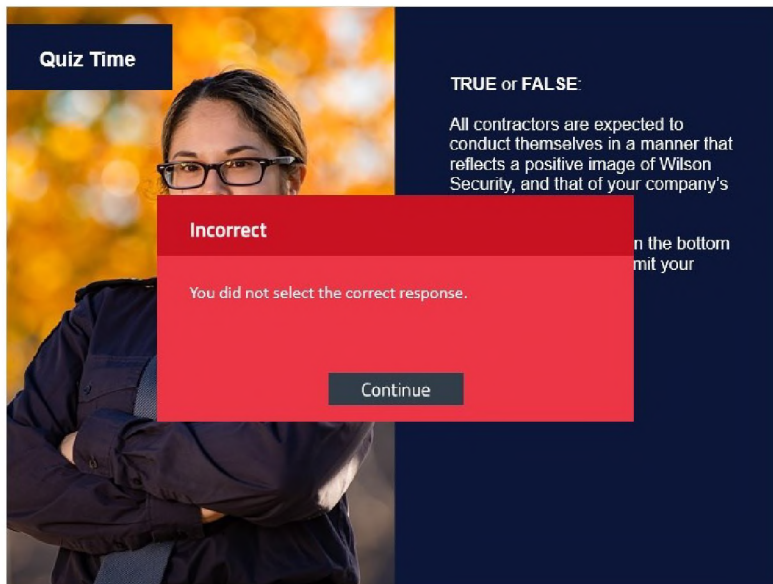 Quiz Time
TRUE or FALSE:
All contractors are expected to
conduct themselves in a manner that
reflects a positive image of Wilson
Security, and that of your company's
n the bottom
mit your
Incorrect
You did not select the correct response.
Continue